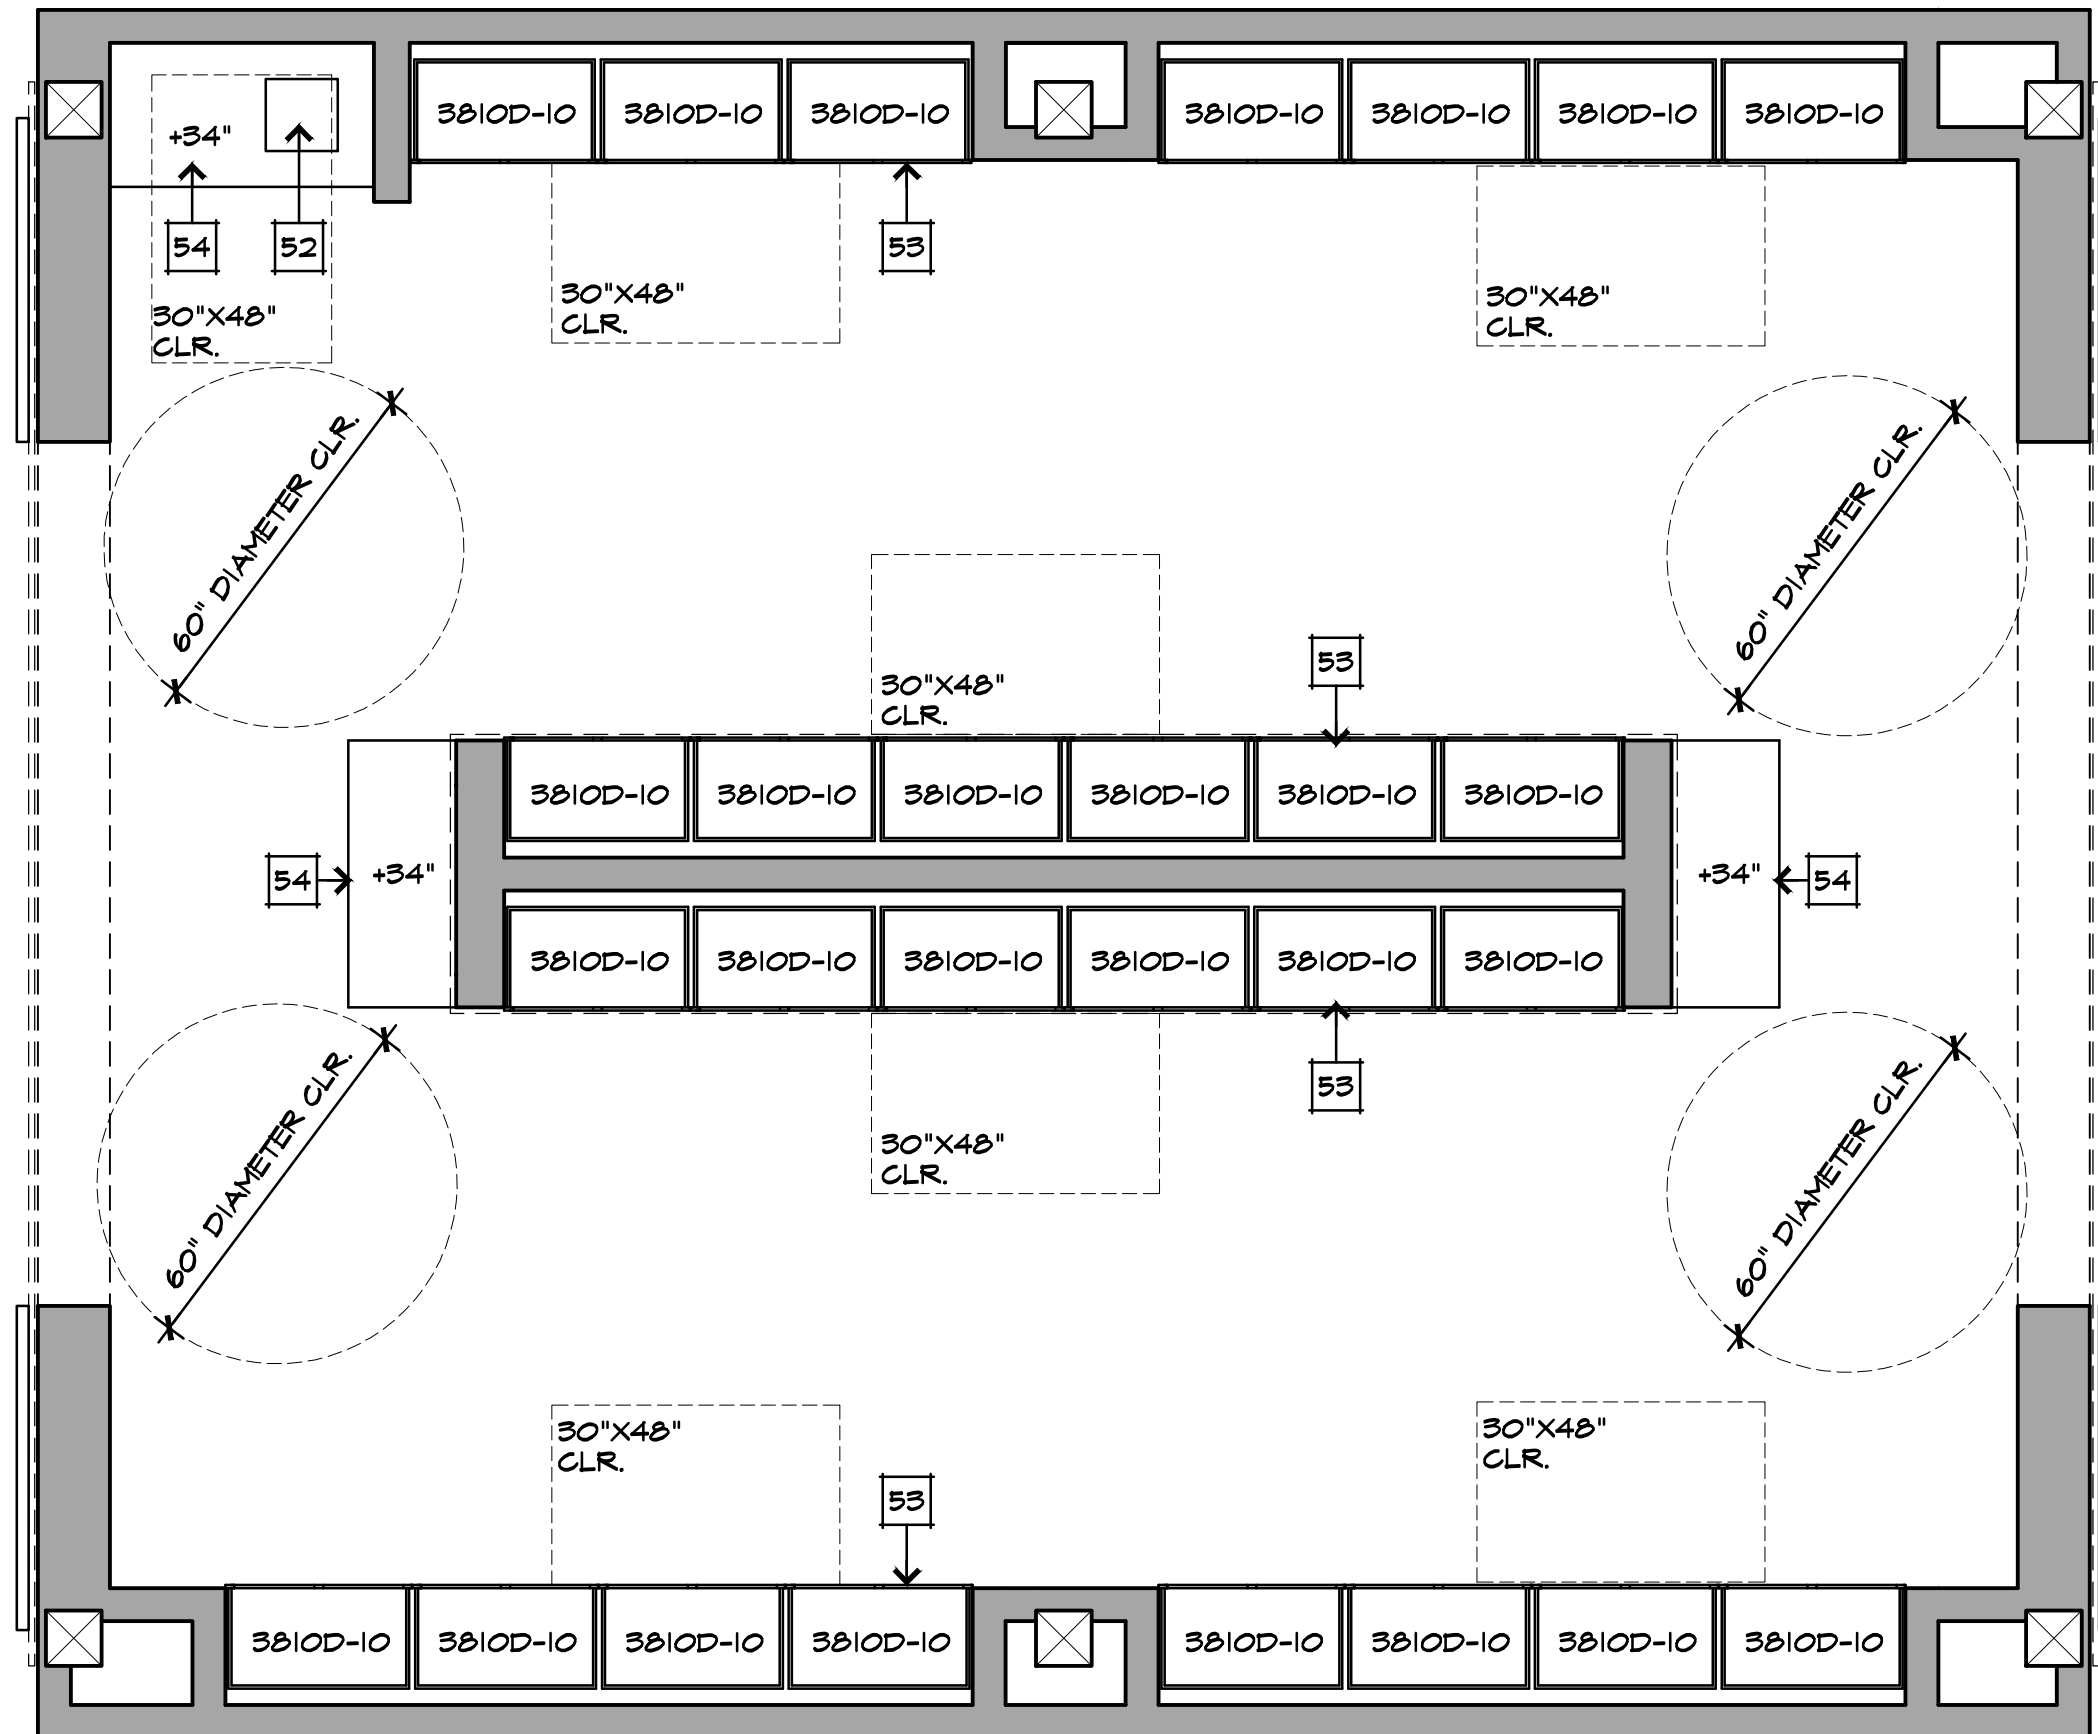 3810D-10 3810D-10 3810D-10 3810D-10 3810D-10 3810D-10 3810D-10
+34"
54 52 53
30"X48"
CLR.
30"X48"
CLR.
30"X48"
CLR.
60" DIAMETER CLR.
60" DIAMETER CLR.
30"X48"
CLR.
53
3810D-10 3810D-10 3810D-10 3810D-10 3810D-10 3810D-10
54 +34" +34" 54
3810D-10 3810D-10 3810D-10 3810D-10 3810D-10 3810D-10
53
30"X48"
CLR.
60" DIAMETER CLR.
60" DIAMETER CLR.
30"X48"
CLR.
30"X48"
CLR.
53
3810D-10 3810D-10 3810D-10 3810D-10 3810D-10 3810D-10 3810D-10 3810D-10